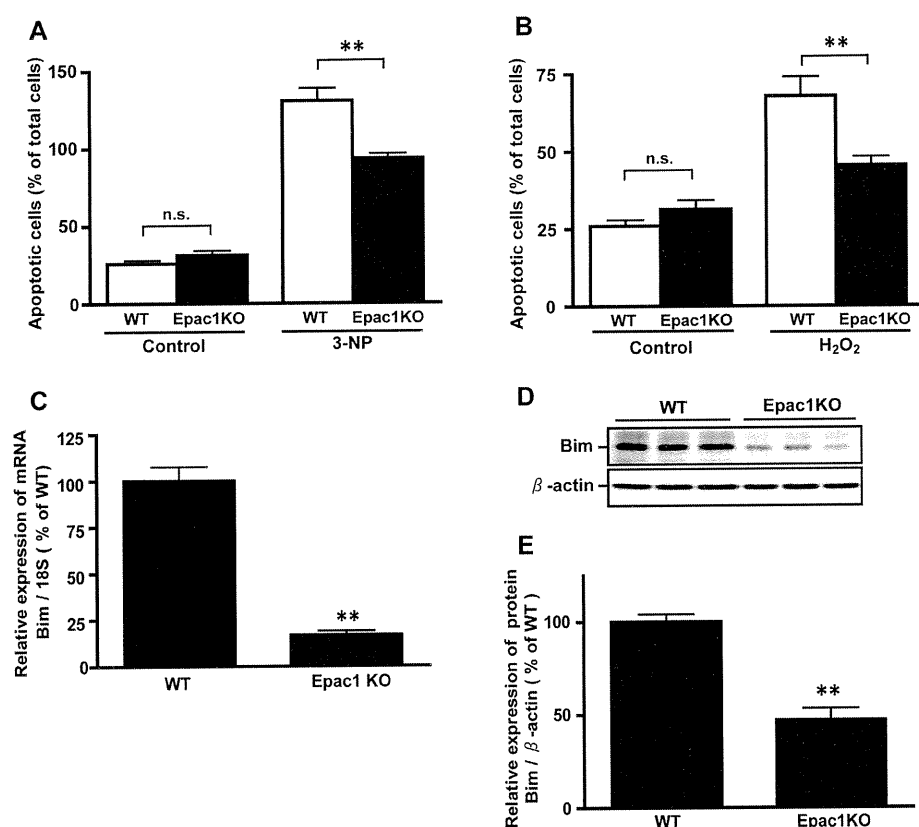 A
Apoptotic cells (% of total cells)
150
100
50
0
n.s.
**
WT Epac1KO WT Epac1KO
Control 3-NP
B
Apoptotic cells (% of total cells)
75
50
25
0
n.s.
**
WT Epac1KO WT Epac1KO
Control H₂O₂
C
Relative expression of mRNA
Bim / 18S ( % of WT)
125
100
75
50
25
0
**
WT Epac1 KO
D
WT Epac1KO
Bim
β-actin
E
Relative expression of protein
Bim / β-actin ( % of WT)
100
50
0
**
WT Epac1KO